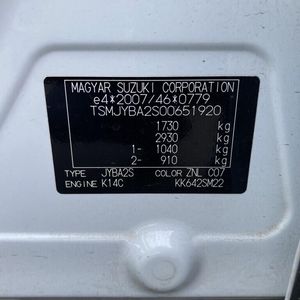 MAGYAR SUZUKI CORPORATION
e4*2007/46*0779
TSMJYBA2S00651920
1730 kg
2930 kg
1- 1040 kg
2- 910 kg
TYPE JYBA2S COLOR ZNL C07
ENGINE K14C KK642SM22